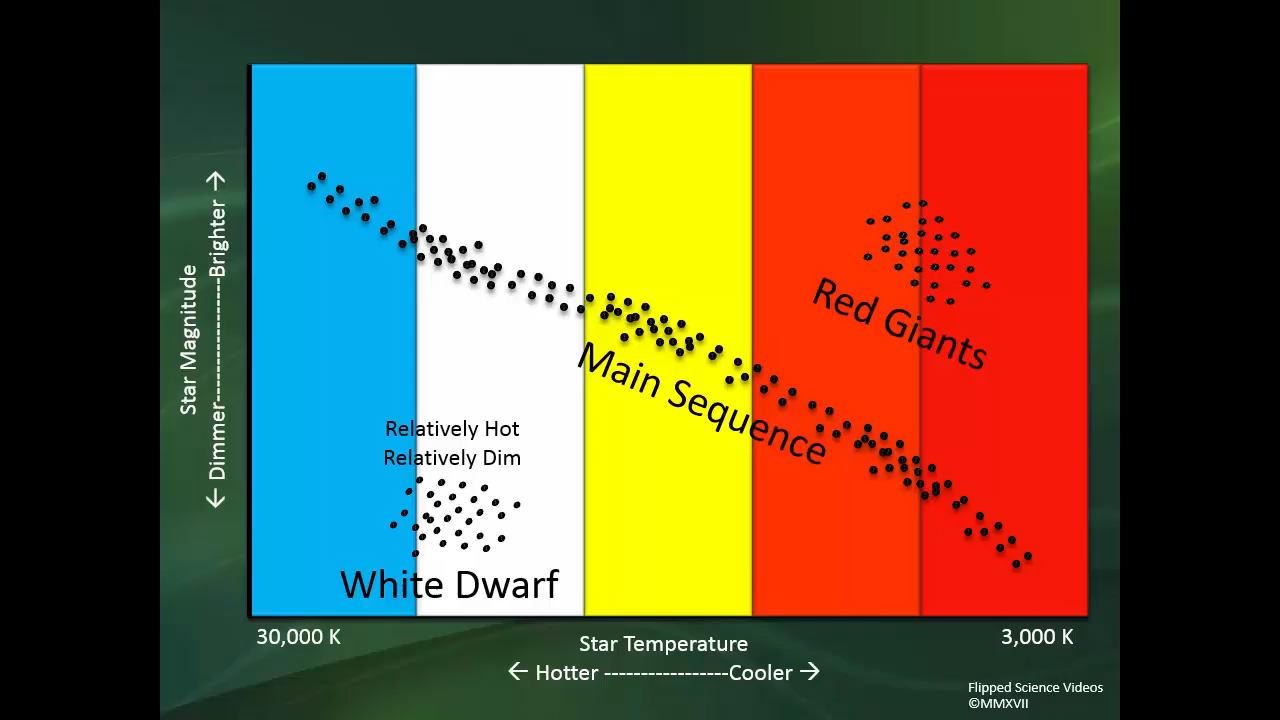 Star Magnitude
← Dimmer-----------------Brighter →
Red Giants
Main Sequence
Relatively Hot
Relatively Dim
White Dwarf
30,000 K
3,000 K
Star Temperature
← Hotter -----------------Cooler →
Flipped Science Videos
©MMXVII